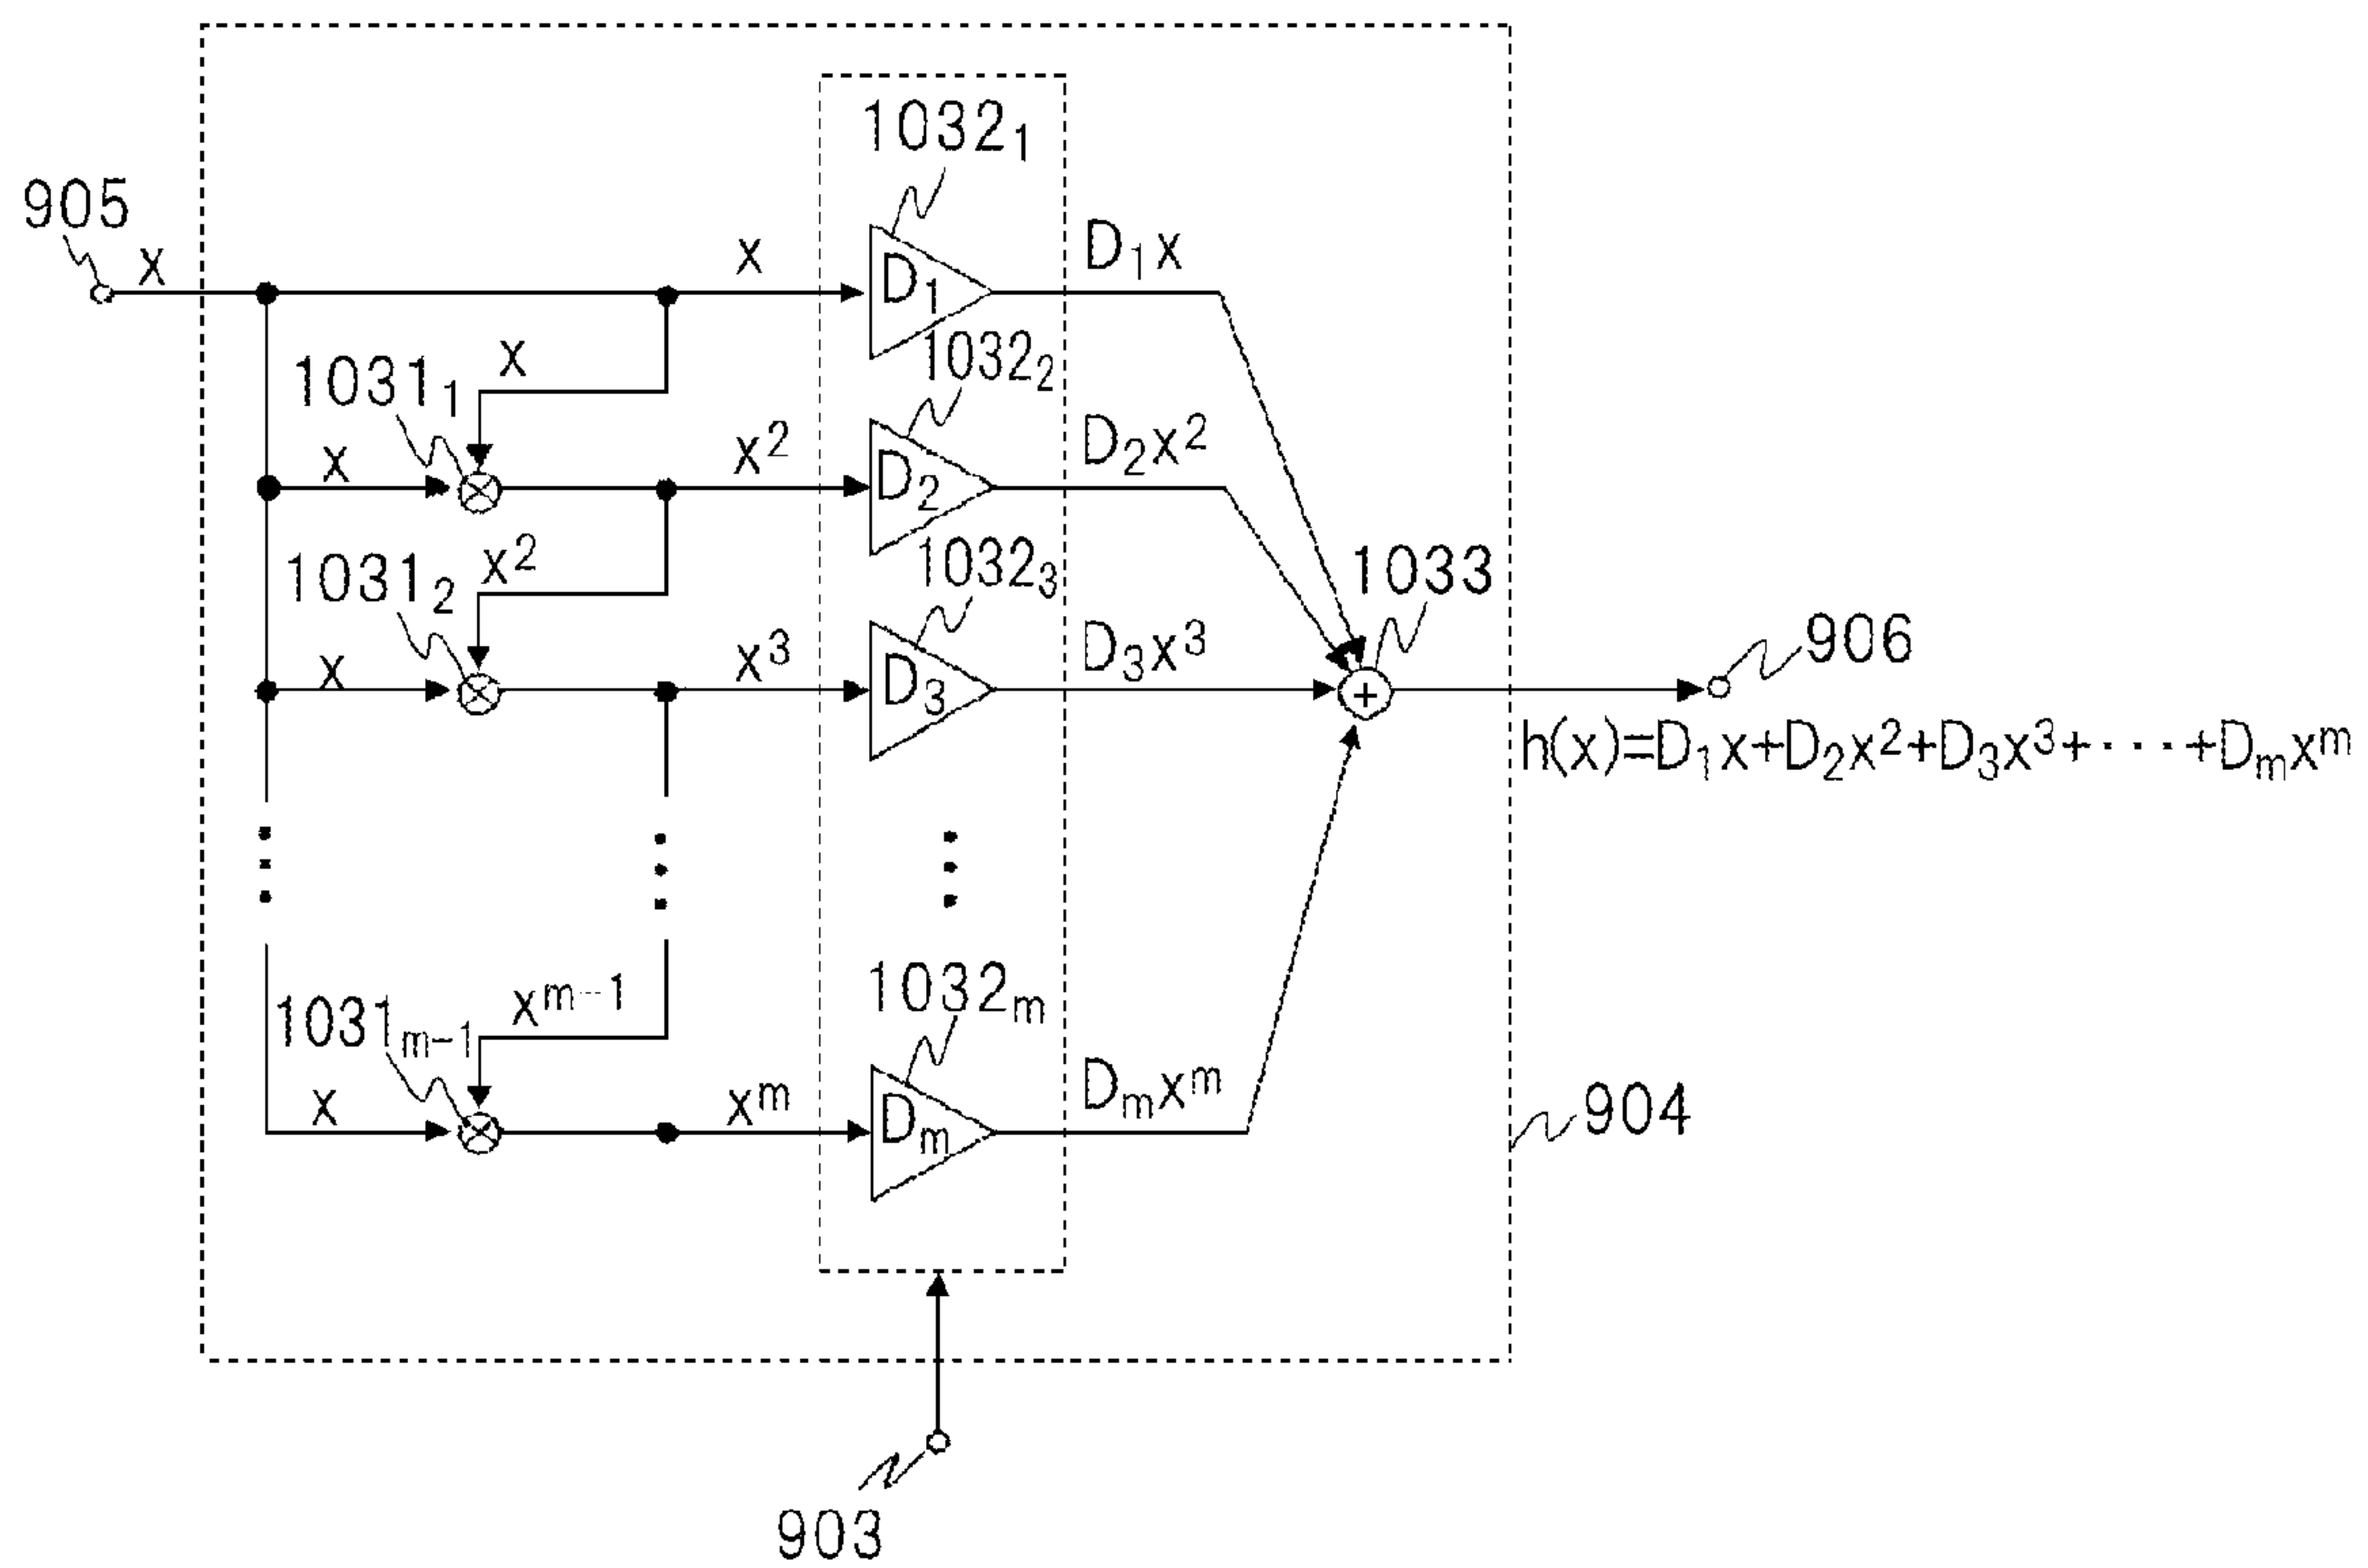 1032₁
905
x
x
D₁
D₁x
x
1031₁
1032₂
x
x²
D₂
D₂x²
x²
1031₂
1032₃
1033
x
x³
D₃
D₃x³
906
h(x)=D₁x+D₂x²+D₃x³+····+Dₘxᵐ
1032ₘ
xᵐ⁻¹
1031ₘ₋₁
x
xᵐ
Dₘ
Dₘxᵐ
904
903